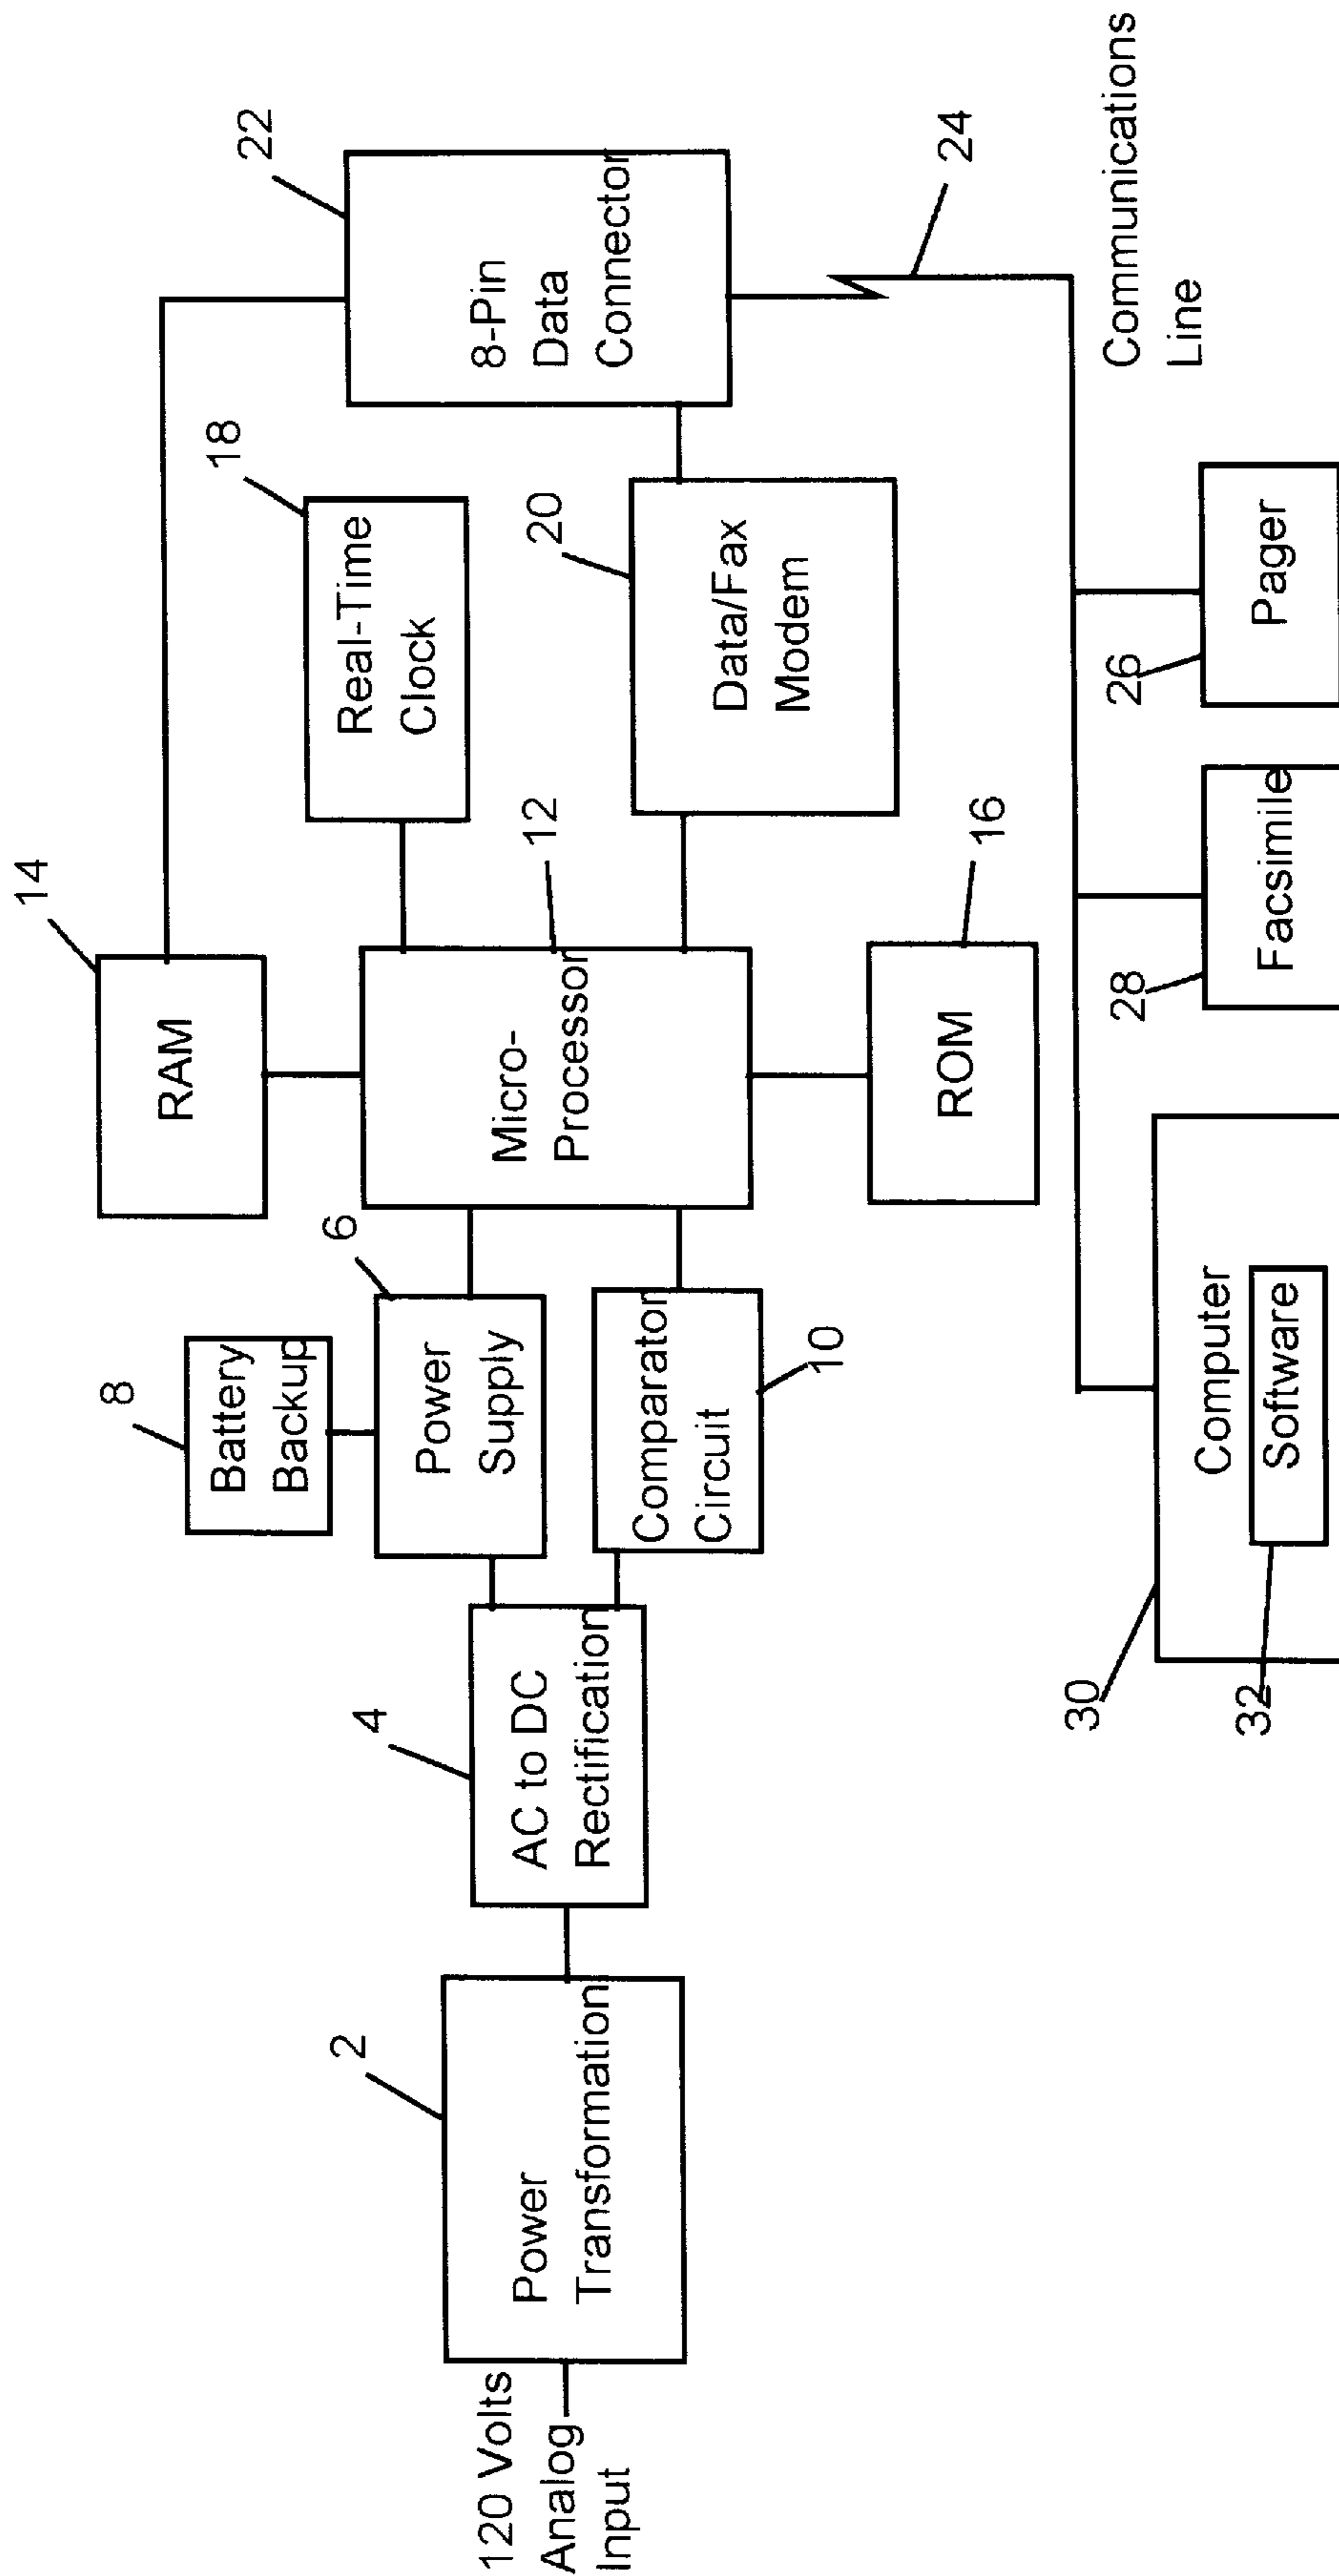 120 Volts
Analog
Input
2
Power
Transformation
4
AC to DC
Rectification
8
Battery
Backup
6
Power
Supply
Comparator
Circuit
10
14
RAM
12
Micro-
Processor
ROM
16
18
Real-Time
Clock
20
Data/Fax
Modem
22
8-Pin
Data
Connector
24
Communications
Line
30
Computer
32
Software
28
Facsimile
26
Pager